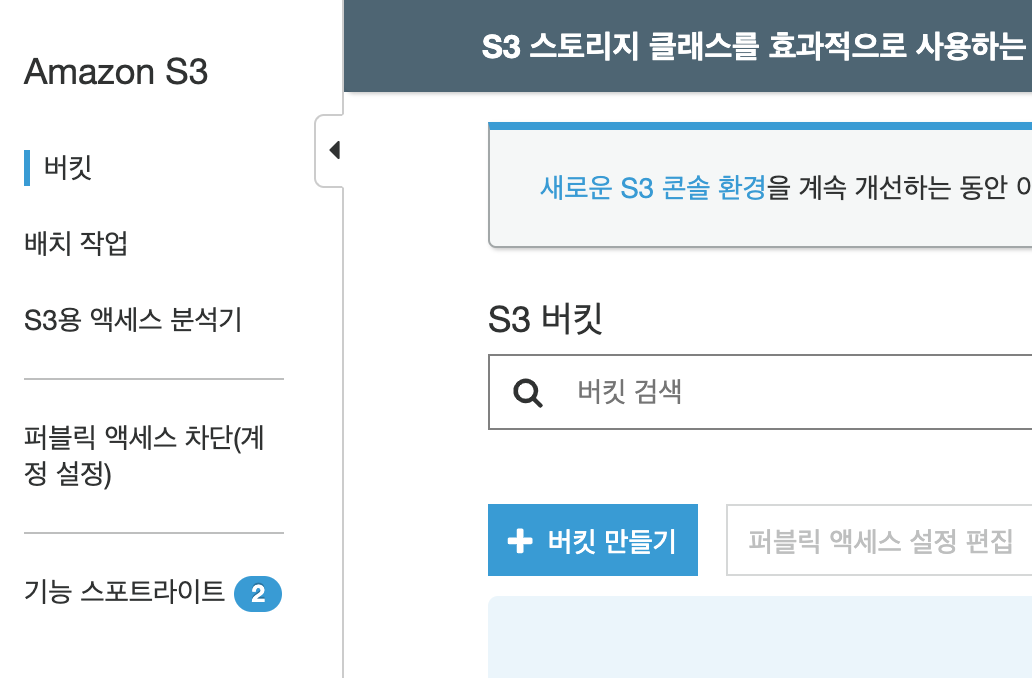 Amazon S3
버킷
배치 작업
S3용 액세스 분석기
퍼블릭 액세스 차단(계
정 설정)
기능 스포트라이트 2
S3 스토리지 클래스를 효과적으로 사용하는
새로운 S3 콘솔 환경을 계속 개선하는 동안
S3 버킷
버킷 검색
버킷 만들기
퍼블릭 액세스 설정 편집